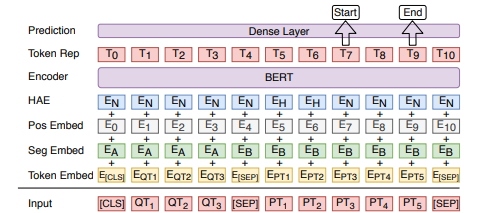 Start End
Prediction Dense Layer
Token Rep T0 T1 T2 T3 T4 T5 T6 T7 T8 T9 T10
Encoder BERT
HAE EN EN EN EN EN EH EH EN EN EN EN
+ + + + + + + + + + +
Pos Embed E0 E1 E2 E3 E4 E5 E6 E7 E8 E9 E10
+ + + + + + + + + + +
Seg Embed EA EA EA EA EB EB EB EB EB EB EB
+ + + + + + + + + + +
Token Embed E[CLS] EQT1 EQT2 EQT3 E[SEP] EPT1 EPT2 EPT3 EPT4 EPT5 E[SEP]
Input [CLS] QT1 QT2 QT3 [SEP] PT1 PT2 PT3 PT4 PT5 [SEP]